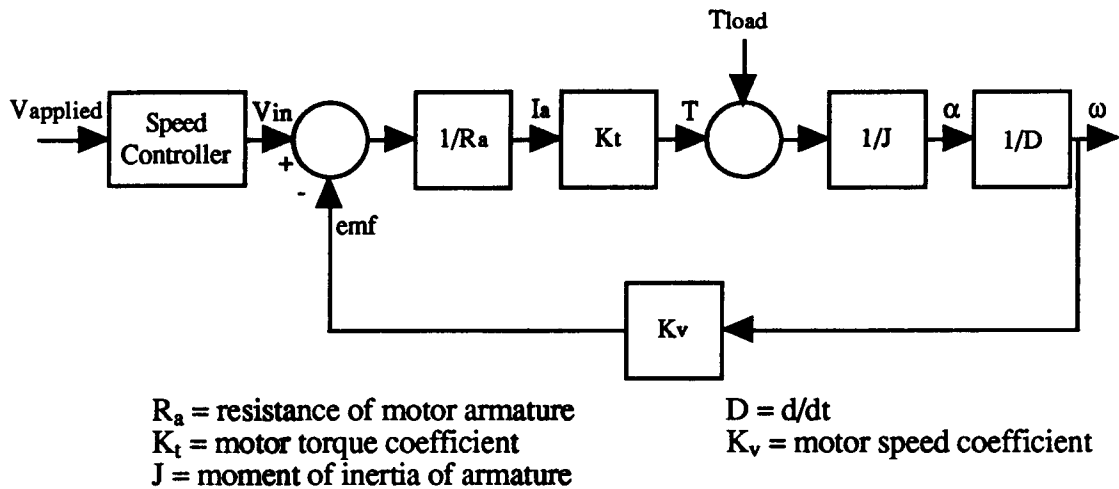 Tload
Vapplied
Speed
Controller
Vin
+
-
emf
1/Ra
Ia
Kt
T
1/J
α
1/D
ω
Kv
Rₐ = resistance of motor armature
Kₜ = motor torque coefficient
J = moment of inertia of armature
D = d/dt
Kᵥ = motor speed coefficient